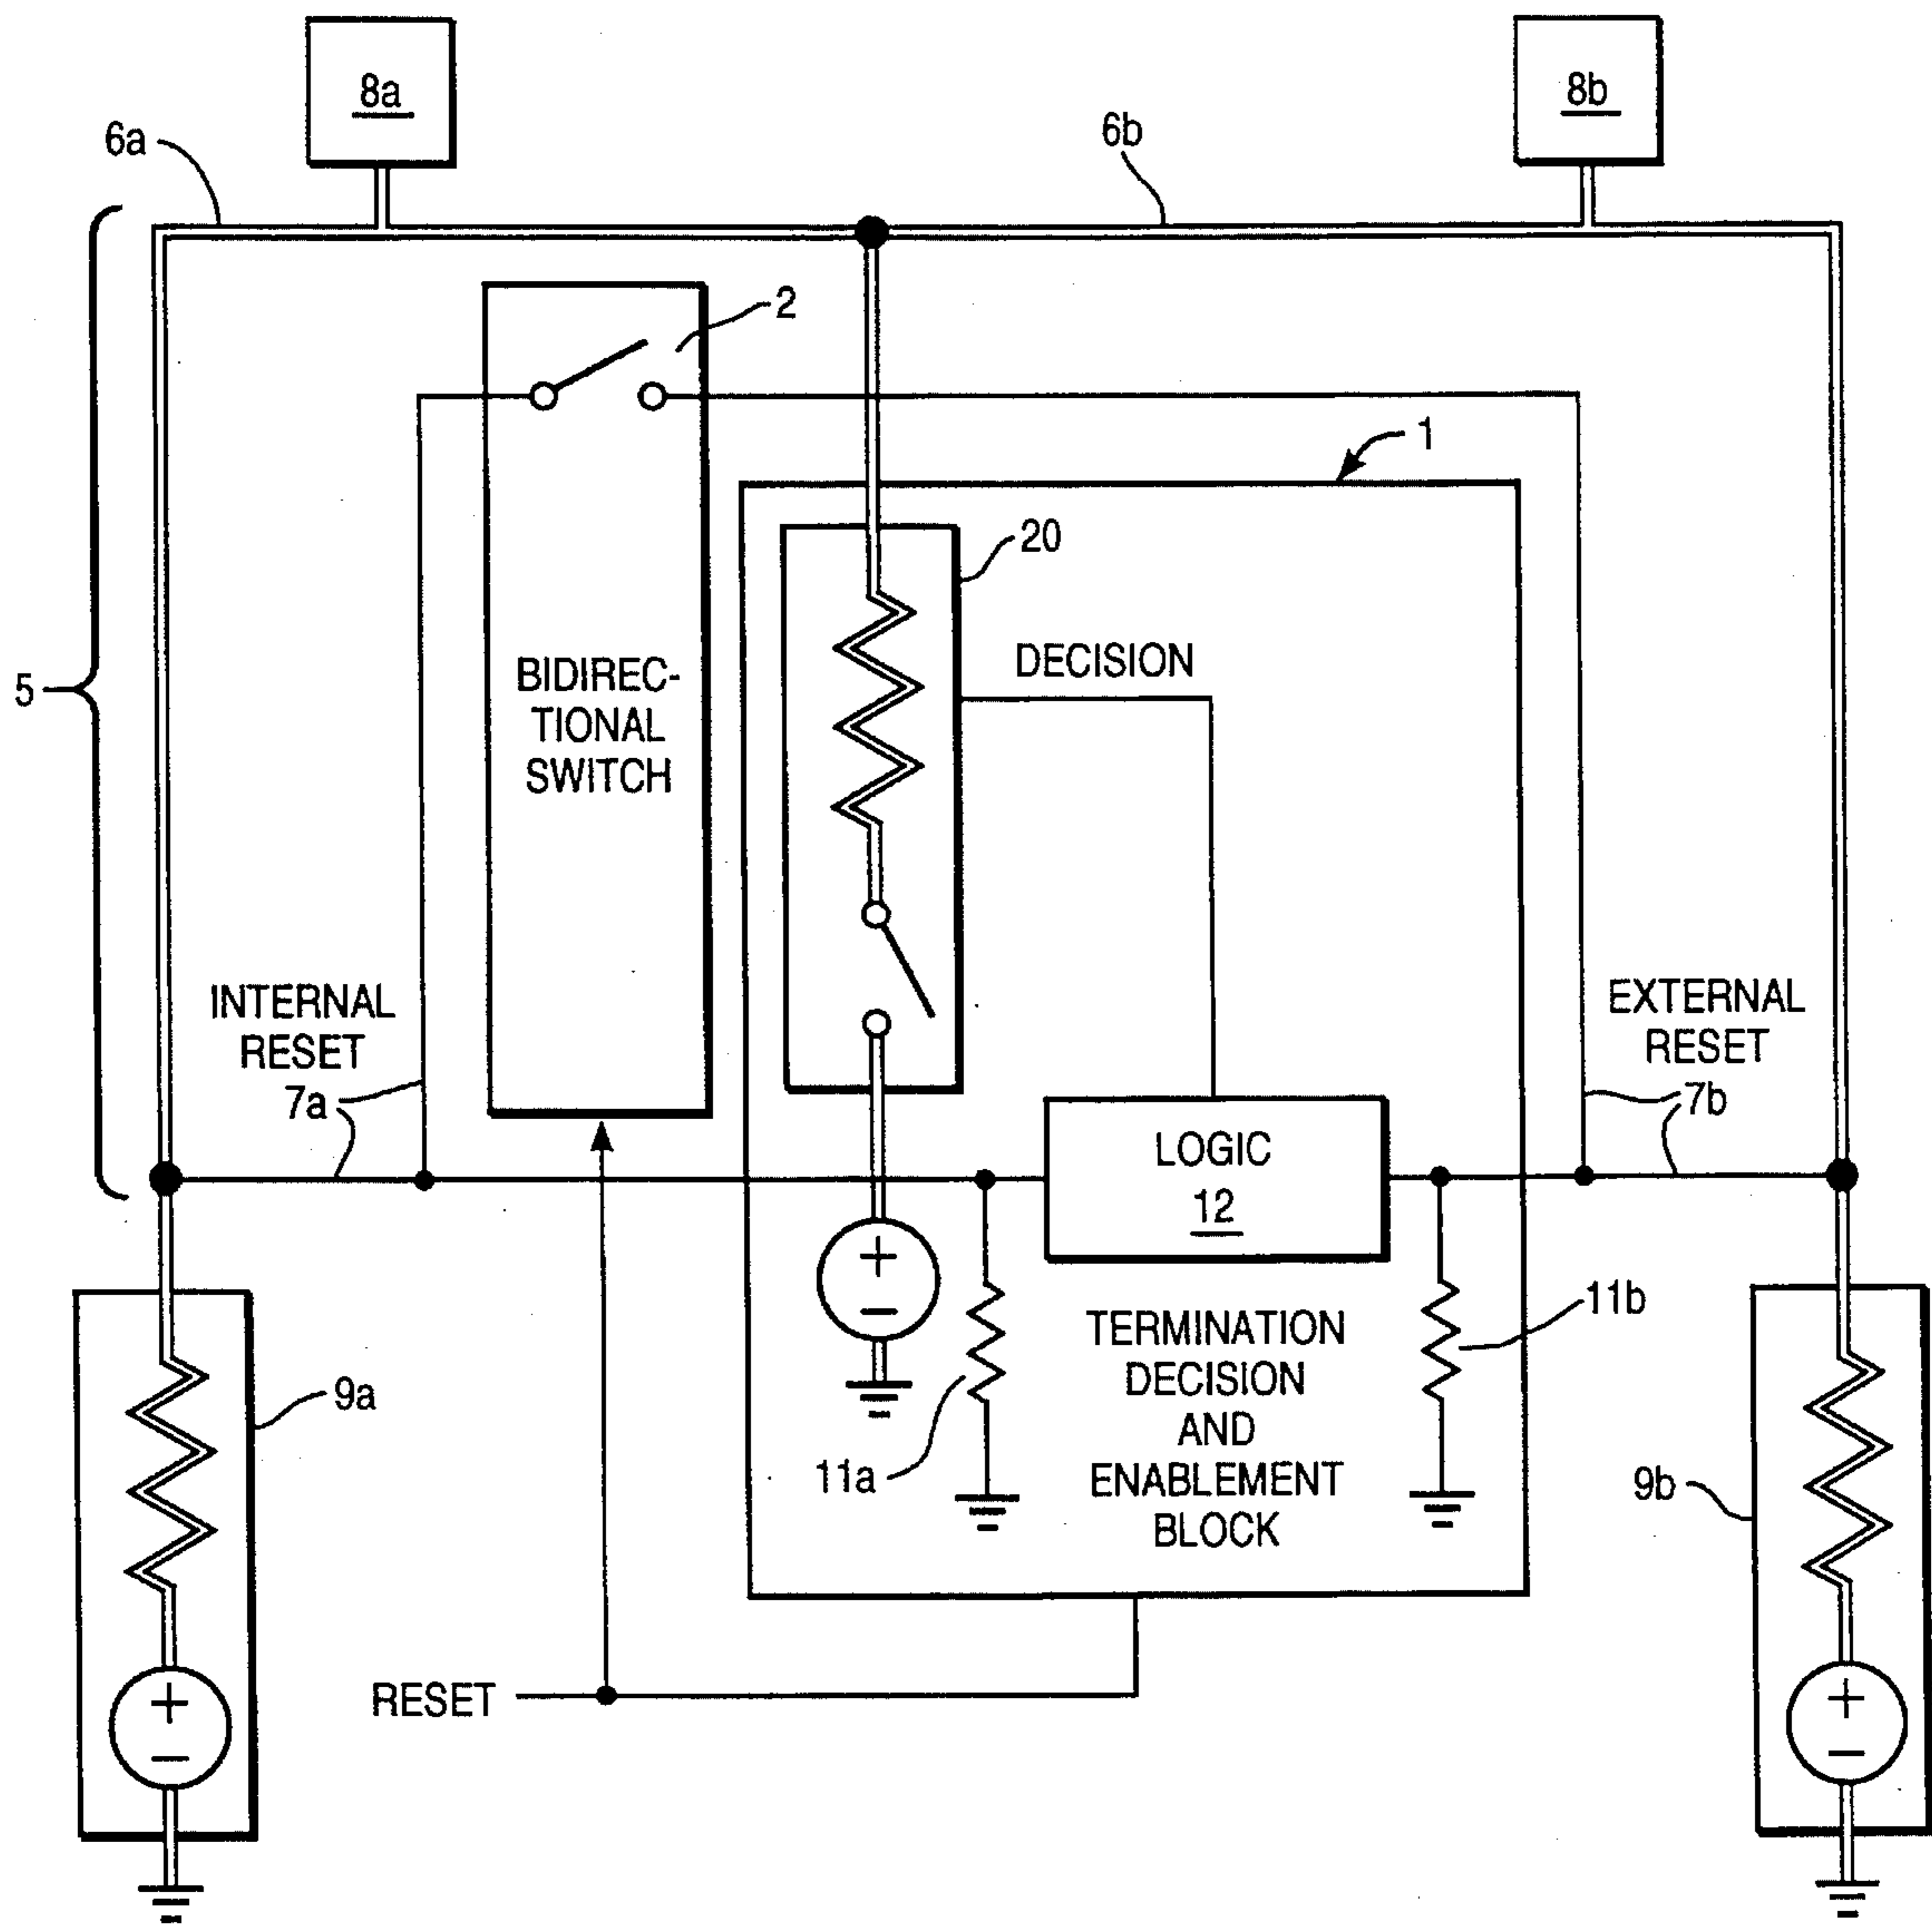 8a
8b
6a
6b
2
1
20
DECISION
5
BIDIREC-
TIONAL
SWITCH
INTERNAL
RESET
7a
EXTERNAL
RESET
7b
LOGIC
12
+
−
11a
11b
TERMINATION
DECISION
AND
ENABLEMENT
BLOCK
9a
9b
RESET
+
−
+
−